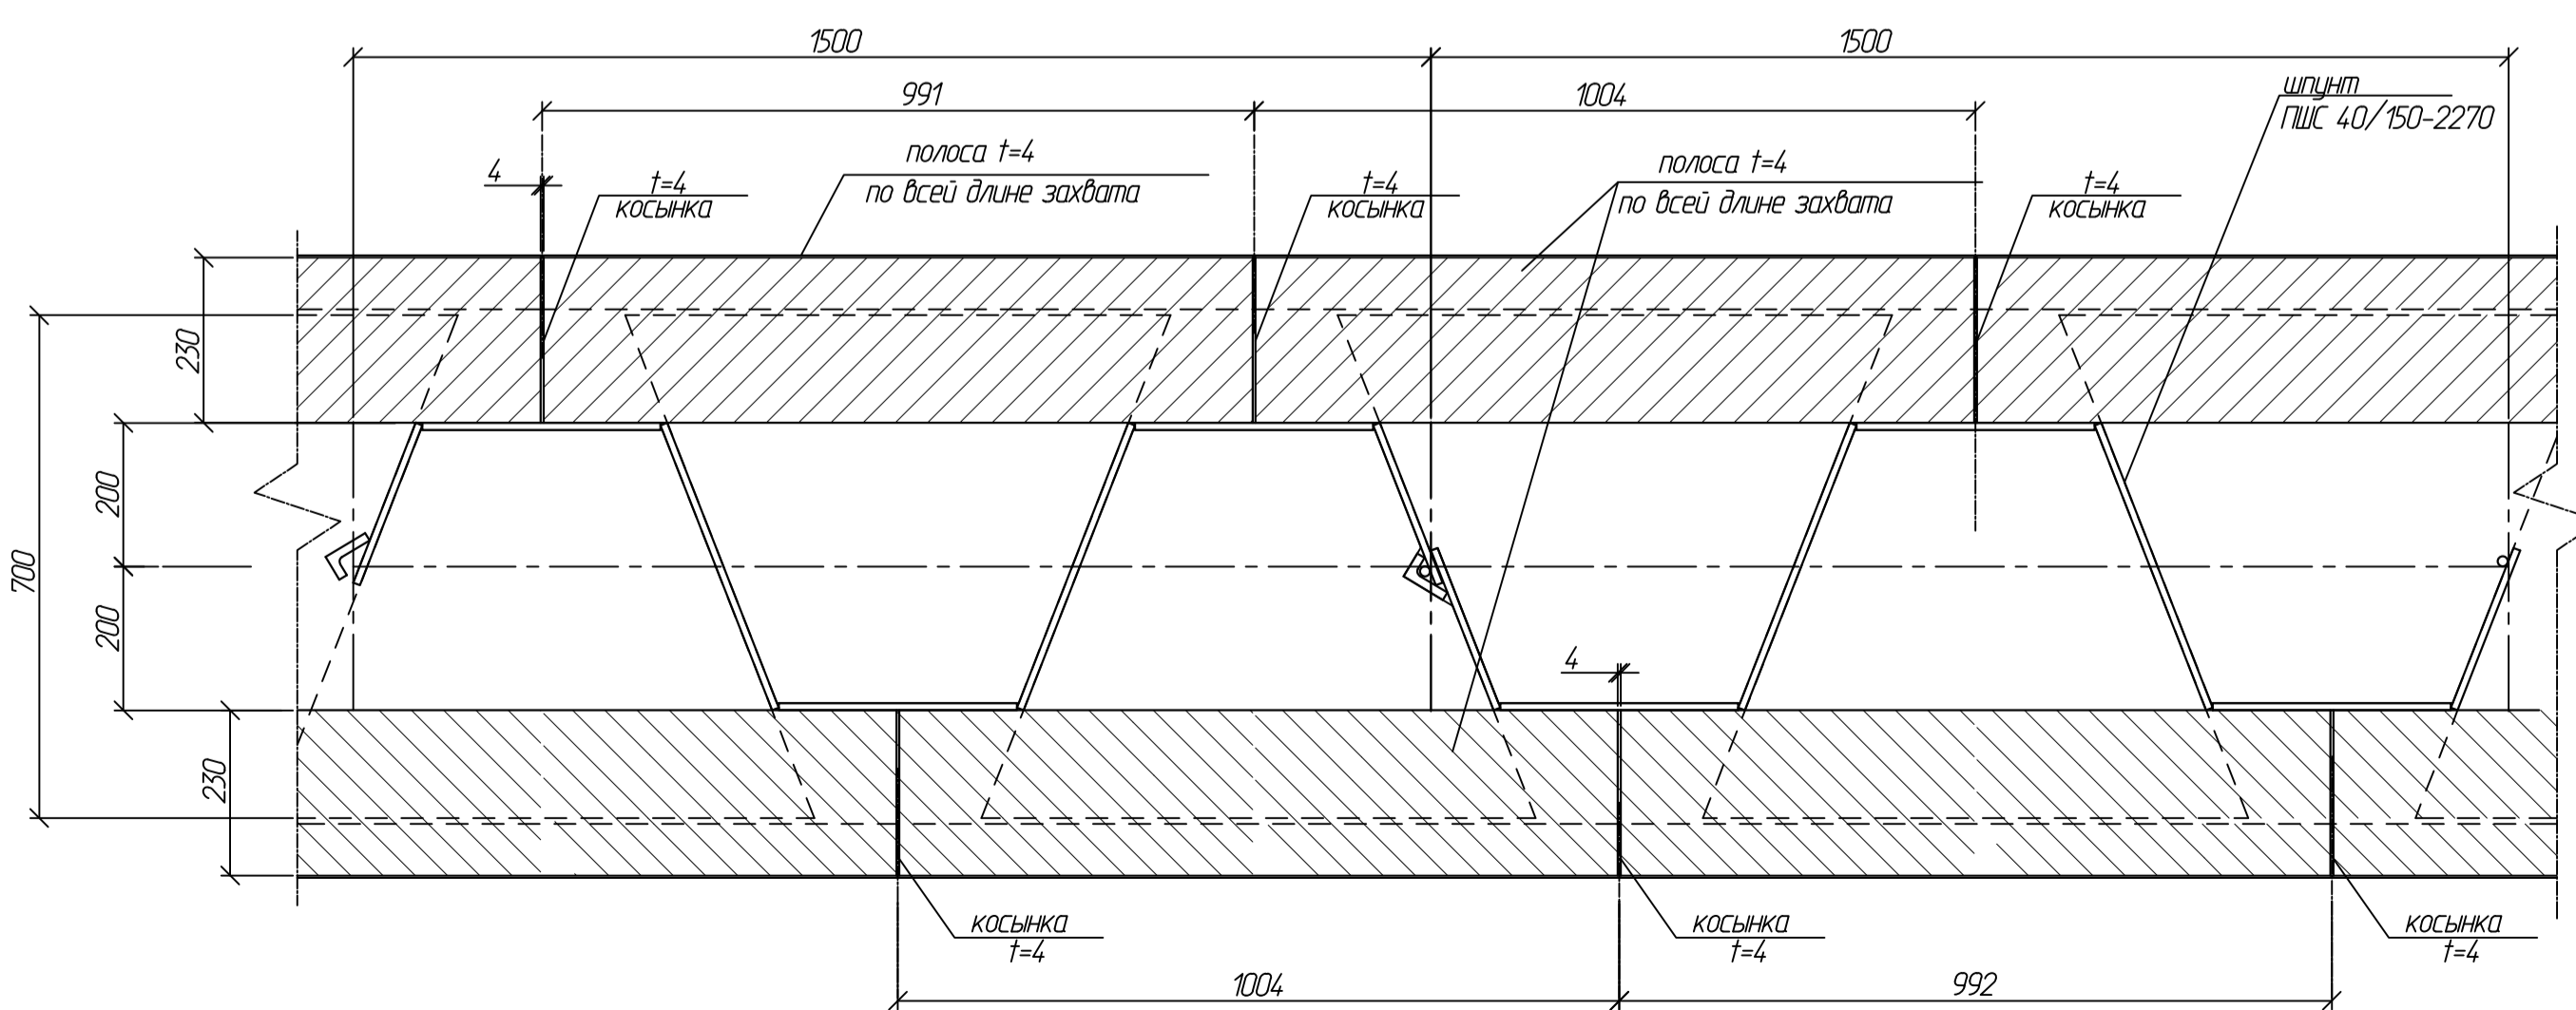 1500
1500
991
1004
шпунт
ПШС 40/150-2270
4
t=4
косынка
полоса t=4
по всей длине захвата
t=4
косынка
полоса t=4
по всей длине захвата
t=4
косынка
230
200
700
200
4
230
косынка
t=4
косынка
t=4
косынка
t=4
1004
992